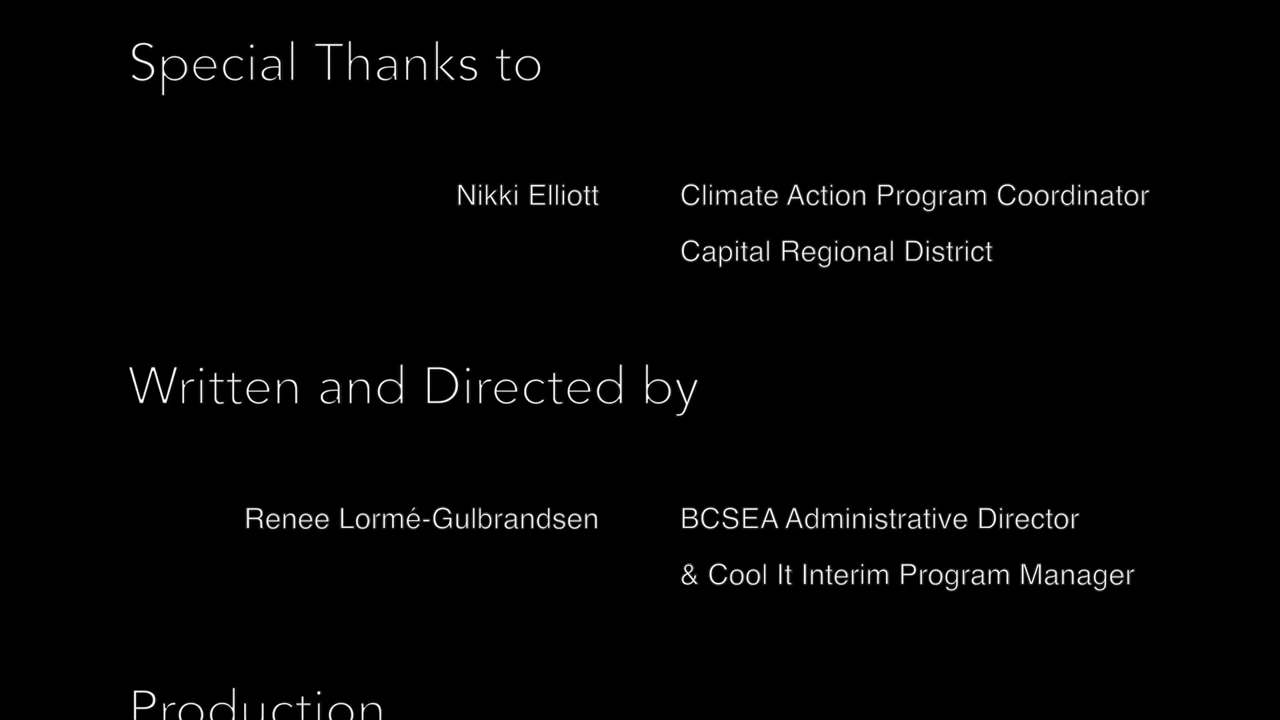 Special Thanks to
Nikki Elliott Climate Action Program Coordinator
Capital Regional District
Written and Directed by
Renee Lormé-Gulbrandsen BCSEA Administrative Director
& Cool It Interim Program Manager
Production